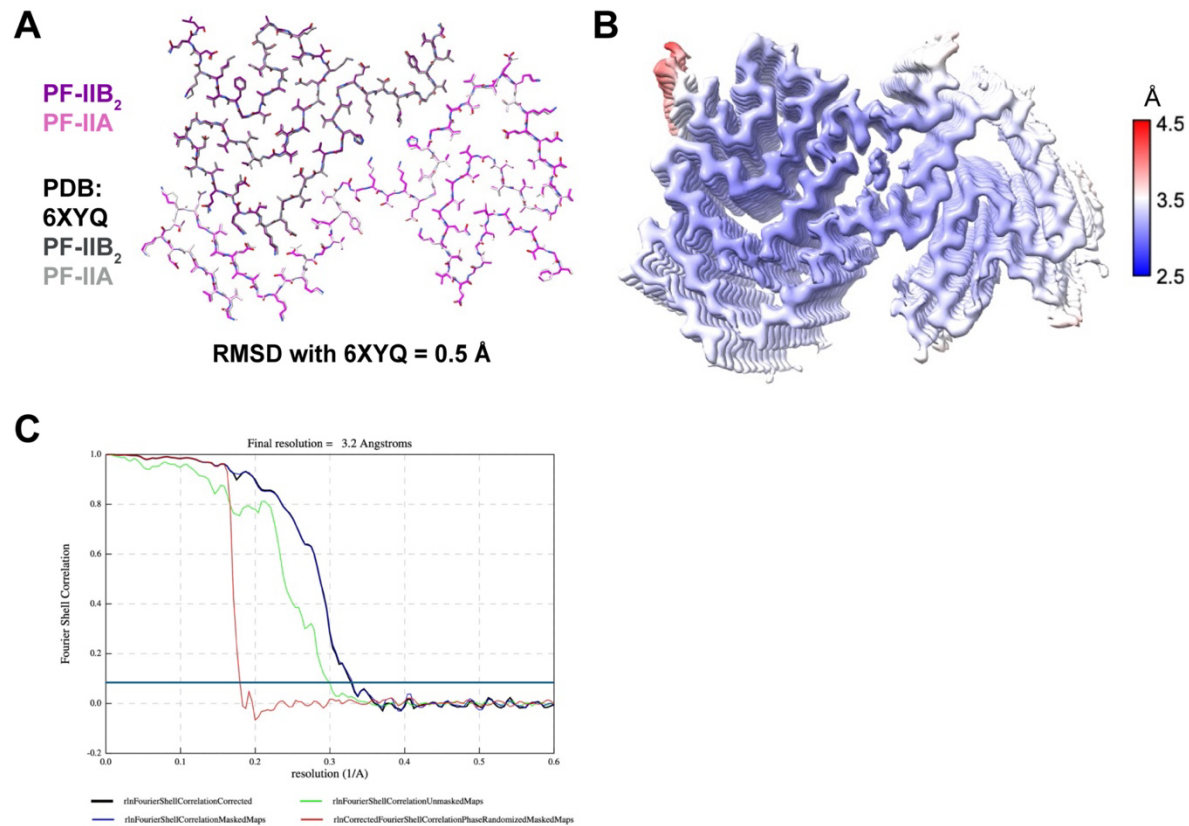 A
PF-IIB2
PF-IIA
PDB:
6XYQ
PF-IIB2
PF-IIA
RMSD with 6XYQ = 0.5 Å
B
Å
4.5
3.5
2.5
C
Final resolution = 3.2 Angstroms
Fourier Shell Correlation
1.0
0.8
0.6
0.4
0.2
0.0
-0.2
0.0 0.1 0.2 0.3 0.4 0.5 0.6
resolution (1/A)
rlnFourierShellCorrelationCorrected
rlnFourierShellCorrelationUnmaskedMaps
rlnFourierShellCorrelationMaskedMaps
rlnCorrectedFourierShellCorrelationPhaseRandomizedMaskedMaps